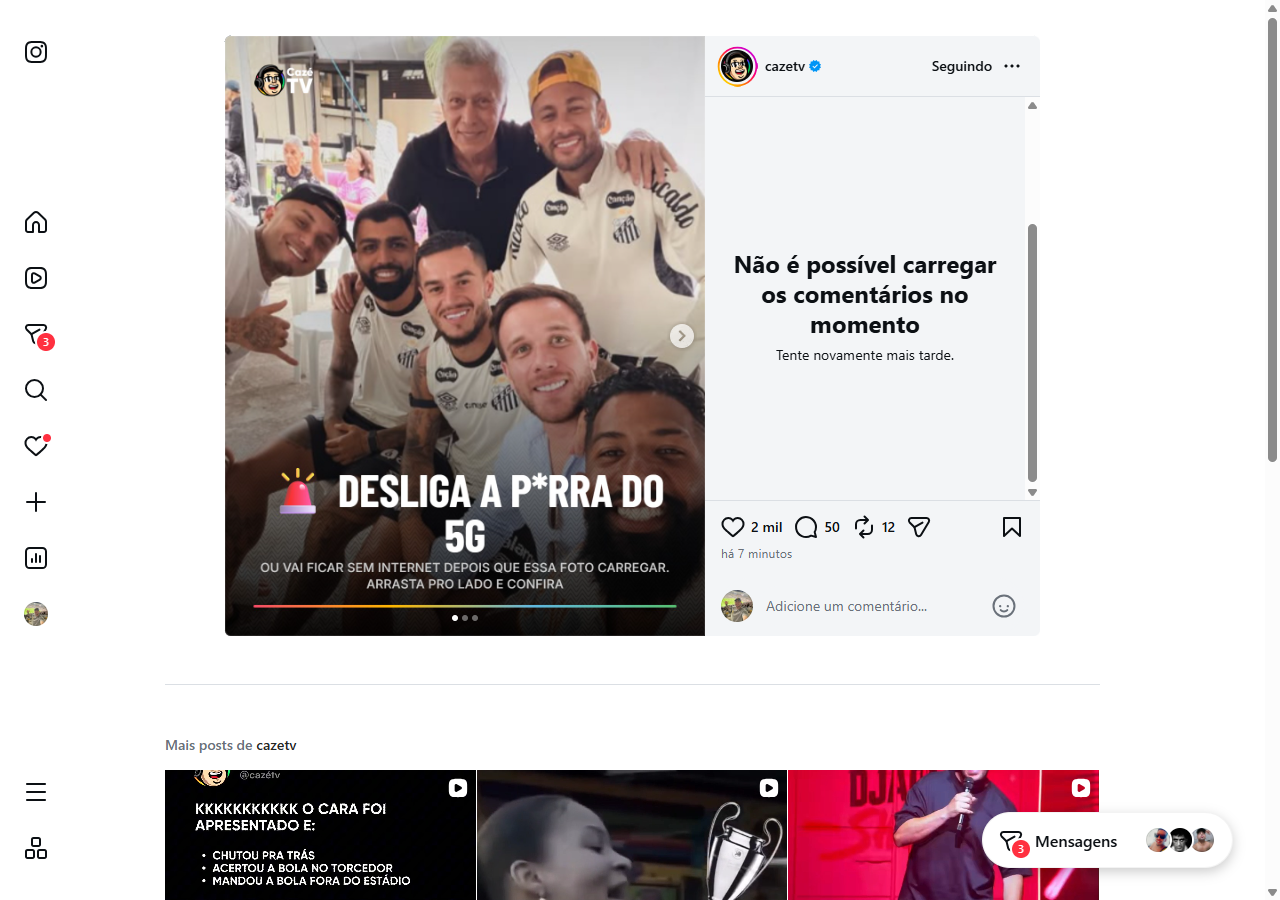 Cazé
TV
cazetv
Seguindo
Canção
Canção
Ricardo
DESLIGA A P*RRA DO
5G
OU VAI FICAR SEM INTERNET DEPOIS QUE ESSA FOTO CARREGAR.
ARRASTA PRO LADO E CONFIRA
Não é possível carregar
os comentários no
momento
Tente novamente mais tarde.
2 mil
50
12
há 7 minutos
Adicione um comentário...
3
Mais posts de cazetv
@cazétv
KKKKKKKKKKK O CARA FOI
APRESENTADO E:
• CHUTOU PRA TRÁS
• ACERTOU A BOLA NO TORCEDOR
• MANDOU A BOLA FORA DO ESTÁDIO
3
Mensagens